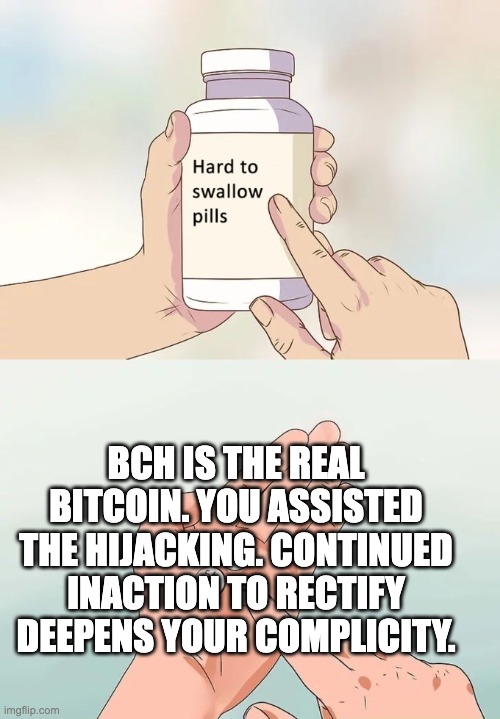 Hard to
swallow
pills
BCH IS THE REAL
BITCOIN. YOU ASSISTED
THE HIJACKING. CONTINUED
INACTION TO RECTIFY
DEEPENS YOUR COMPLICITY.
imgflip.com